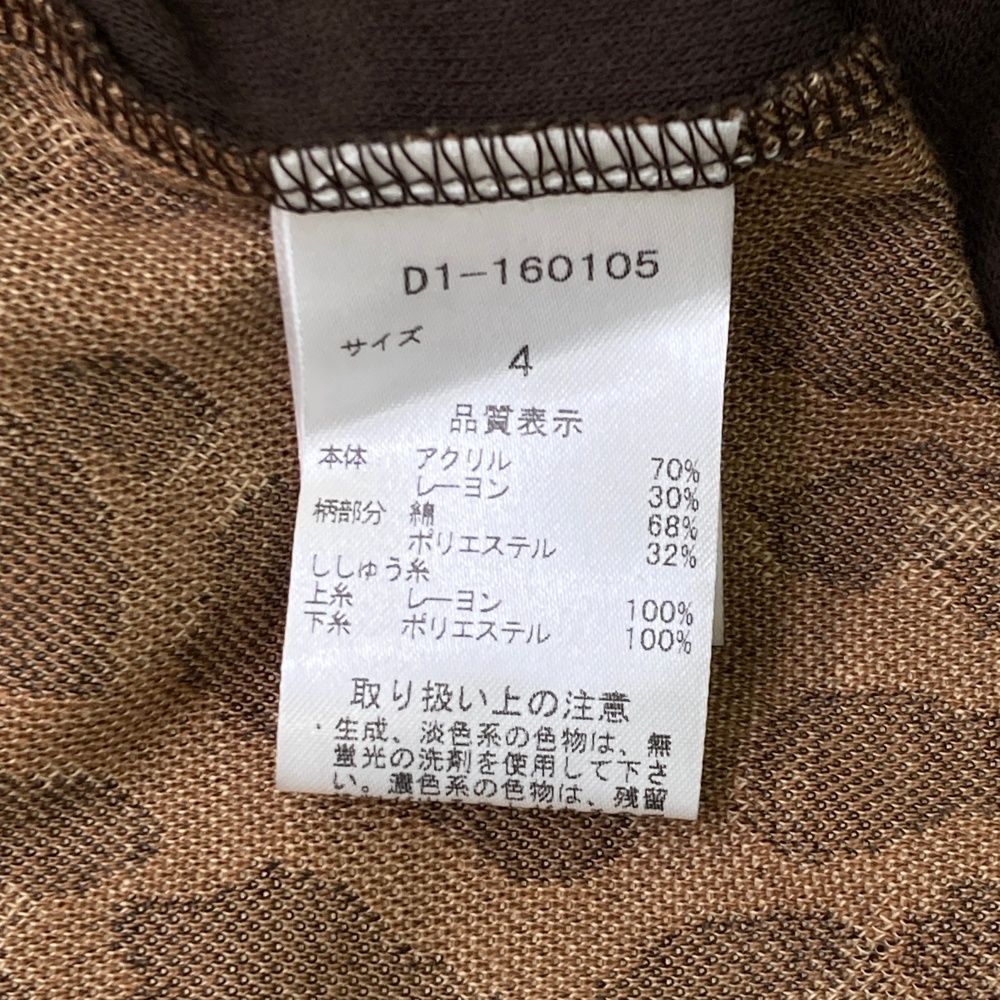 D1-160105
サイズ
4
品質表示
本体 アクリル 70%
レーヨン 30%
柄部分 綿 68%
ポリエステル 32%
ししゅう糸
上糸 レーヨン 100%
下糸 ポリエステル 100%
取り扱い上の注意
・生成、淡色系の色物は、無
蛍光の洗剤を使用して下さ
い。濃色系の色物は、残留